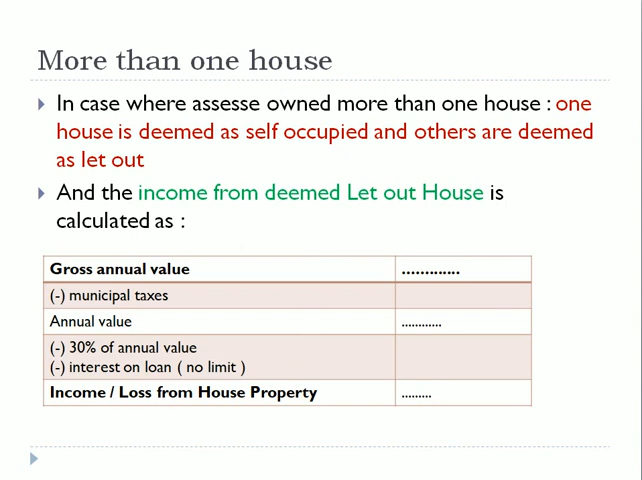 More than one house
In case where assesse owned more than one house : one
house is deemed as self occupied and others are deemed
as let out
And the income from deemed Let out House is
calculated as :
Gross annual value .............
(-) municipal taxes
Annual value ............
(-) 30% of annual value
(-) interest on loan ( no limit )
Income / Loss from House Property .........